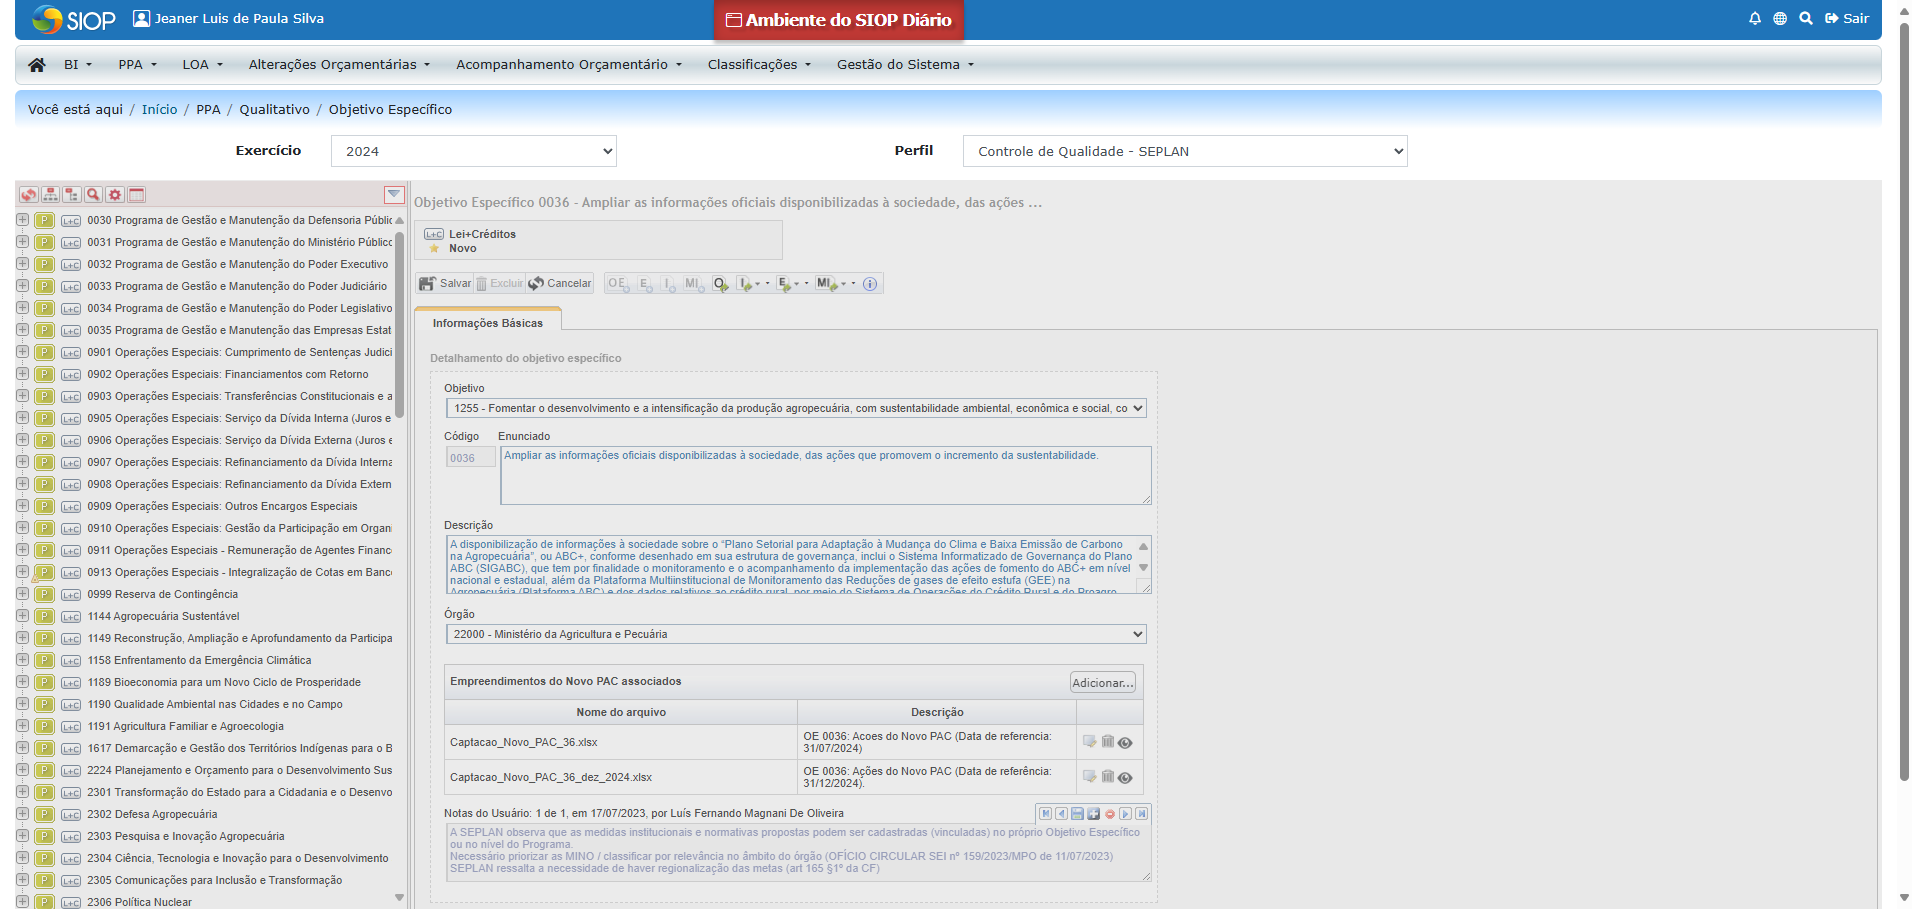 SIOP
Jeaner Luis de Paula Silva
Ambiente do SIOP Diário
Sair
BI
PPA
LOA
Alterações Orçamentárias
Acompanhamento Orçamentário
Classificações
Gestão do Sistema
Você está aqui / Início / PPA / Qualitativo / Objetivo Específico
Exercício
2024
Perfil
Controle de Qualidade - SEPLAN
P L+C 0030 Programa de Gestão e Manutenção da Defensoria Públic
P L+C 0031 Programa de Gestão e Manutenção do Ministério Público
P L+C 0032 Programa de Gestão e Manutenção do Poder Executivo
P L+C 0033 Programa de Gestão e Manutenção do Poder Judiciário
P L+C 0034 Programa de Gestão e Manutenção do Poder Legislativo
P L+C 0035 Programa de Gestão e Manutenção das Empresas Estat
P L+C 0901 Operações Especiais: Cumprimento de Sentenças Judici
P L+C 0902 Operações Especiais: Financiamentos com Retorno
P L+C 0903 Operações Especiais: Transferências Constitucionais e a
P L+C 0905 Operações Especiais: Serviço da Dívida Interna (Juros e
P L+C 0906 Operações Especiais: Serviço da Dívida Externa (Juros e
P L+C 0907 Operações Especiais: Refinanciamento da Dívida Interna
P L+C 0908 Operações Especiais: Refinanciamento da Dívida Extern
P L+C 0909 Operações Especiais: Outros Encargos Especiais
P L+C 0910 Operações Especiais: Gestão da Participação em Organi
P L+C 0911 Operações Especiais - Remuneração de Agentes Financ
P L+C 0913 Operações Especiais - Integralização de Cotas em Banc
P L+C 0999 Reserva de Contingência
P L+C 1144 Agropecuária Sustentável
P L+C 1149 Reconstrução, Ampliação e Aprofundamento da Participa
P L+C 1158 Enfrentamento da Emergência Climática
P L+C 1189 Bioeconomia para um Novo Ciclo de Prosperidade
P L+C 1190 Qualidade Ambiental nas Cidades e no Campo
P L+C 1191 Agricultura Familiar e Agroecologia
P L+C 1617 Demarcação e Gestão dos Territórios Indígenas para o B
P L+C 2224 Planejamento e Orçamento para o Desenvolvimento Sus
P L+C 2301 Transformação do Estado para a Cidadania e o Desenvo
P L+C 2302 Defesa Agropecuária
P L+C 2303 Pesquisa e Inovação Agropecuária
P L+C 2304 Ciência, Tecnologia e Inovação para o Desenvolvimento
P L+C 2305 Comunicações para Inclusão e Transformação
P L+C 2306 Política Nuclear
Objetivo Específico 0036 - Ampliar as informações oficiais disponibilizadas à sociedade, das ações ...
L+C Lei+Créditos
Novo
Salvar Excluir Cancelar OE E I MI O I E MI
Informações Básicas
Detalhamento do objetivo específico
Objetivo
1255 - Fomentar o desenvolvimento e a intensificação da produção agropecuária, com sustentabilidade ambiental, econômica e social, co
Código Enunciado
0036
Ampliar as informações oficiais disponibilizadas à sociedade, das ações que promovem o incremento da sustentabilidade.
Descrição
A disponibilização de informações à sociedade sobre o “Plano Setorial para Adaptação à Mudança do Clima e Baixa Emissão de Carbono
na Agropecuária”, ou ABC+, conforme desenhado em sua estrutura de governança, inclui o Sistema Informatizado de Governança do Plano
ABC (SIGABC), que tem por finalidade o monitoramento e o acompanhamento da implementação das ações de fomento do ABC+ em nível
nacional e estadual, além da Plataforma Multiinstitucional de Monitoramento das Reduções de gases de efeito estufa (GEE) na
Agropecuária (Plataforma ABC) e dos dados relativos ao crédito rural, por meio do Sistema de Operações do Crédito Rural e do Proagro
Órgão
22000 - Ministério da Agricultura e Pecuária
Empreendimentos do Novo PAC associados
Adicionar...
Nome do arquivo Descrição
Captacao_Novo_PAC_36.xlsx
OE 0036: Acoes do Novo PAC (Data de referencia:
31/07/2024)
Captacao_Novo_PAC_36_dez_2024.xlsx
OE 0036: Ações do Novo PAC (Data de referência:
31/12/2024).
Notas do Usuário: 1 de 1, em 17/07/2023, por Luís Fernando Magnani De Oliveira
A SEPLAN observa que as medidas institucionais e normativas propostas podem ser cadastradas (vinculadas) no próprio Objetivo Específico
ou no nível do Programa.
Necessário priorizar as MINO / classificar por relevância no âmbito do órgão (OFÍCIO CIRCULAR SEI nº 159/2023/MPO de 11/07/2023)
SEPLAN ressalta a necessidade de haver regionalização das metas (art 165 §1º da CF)